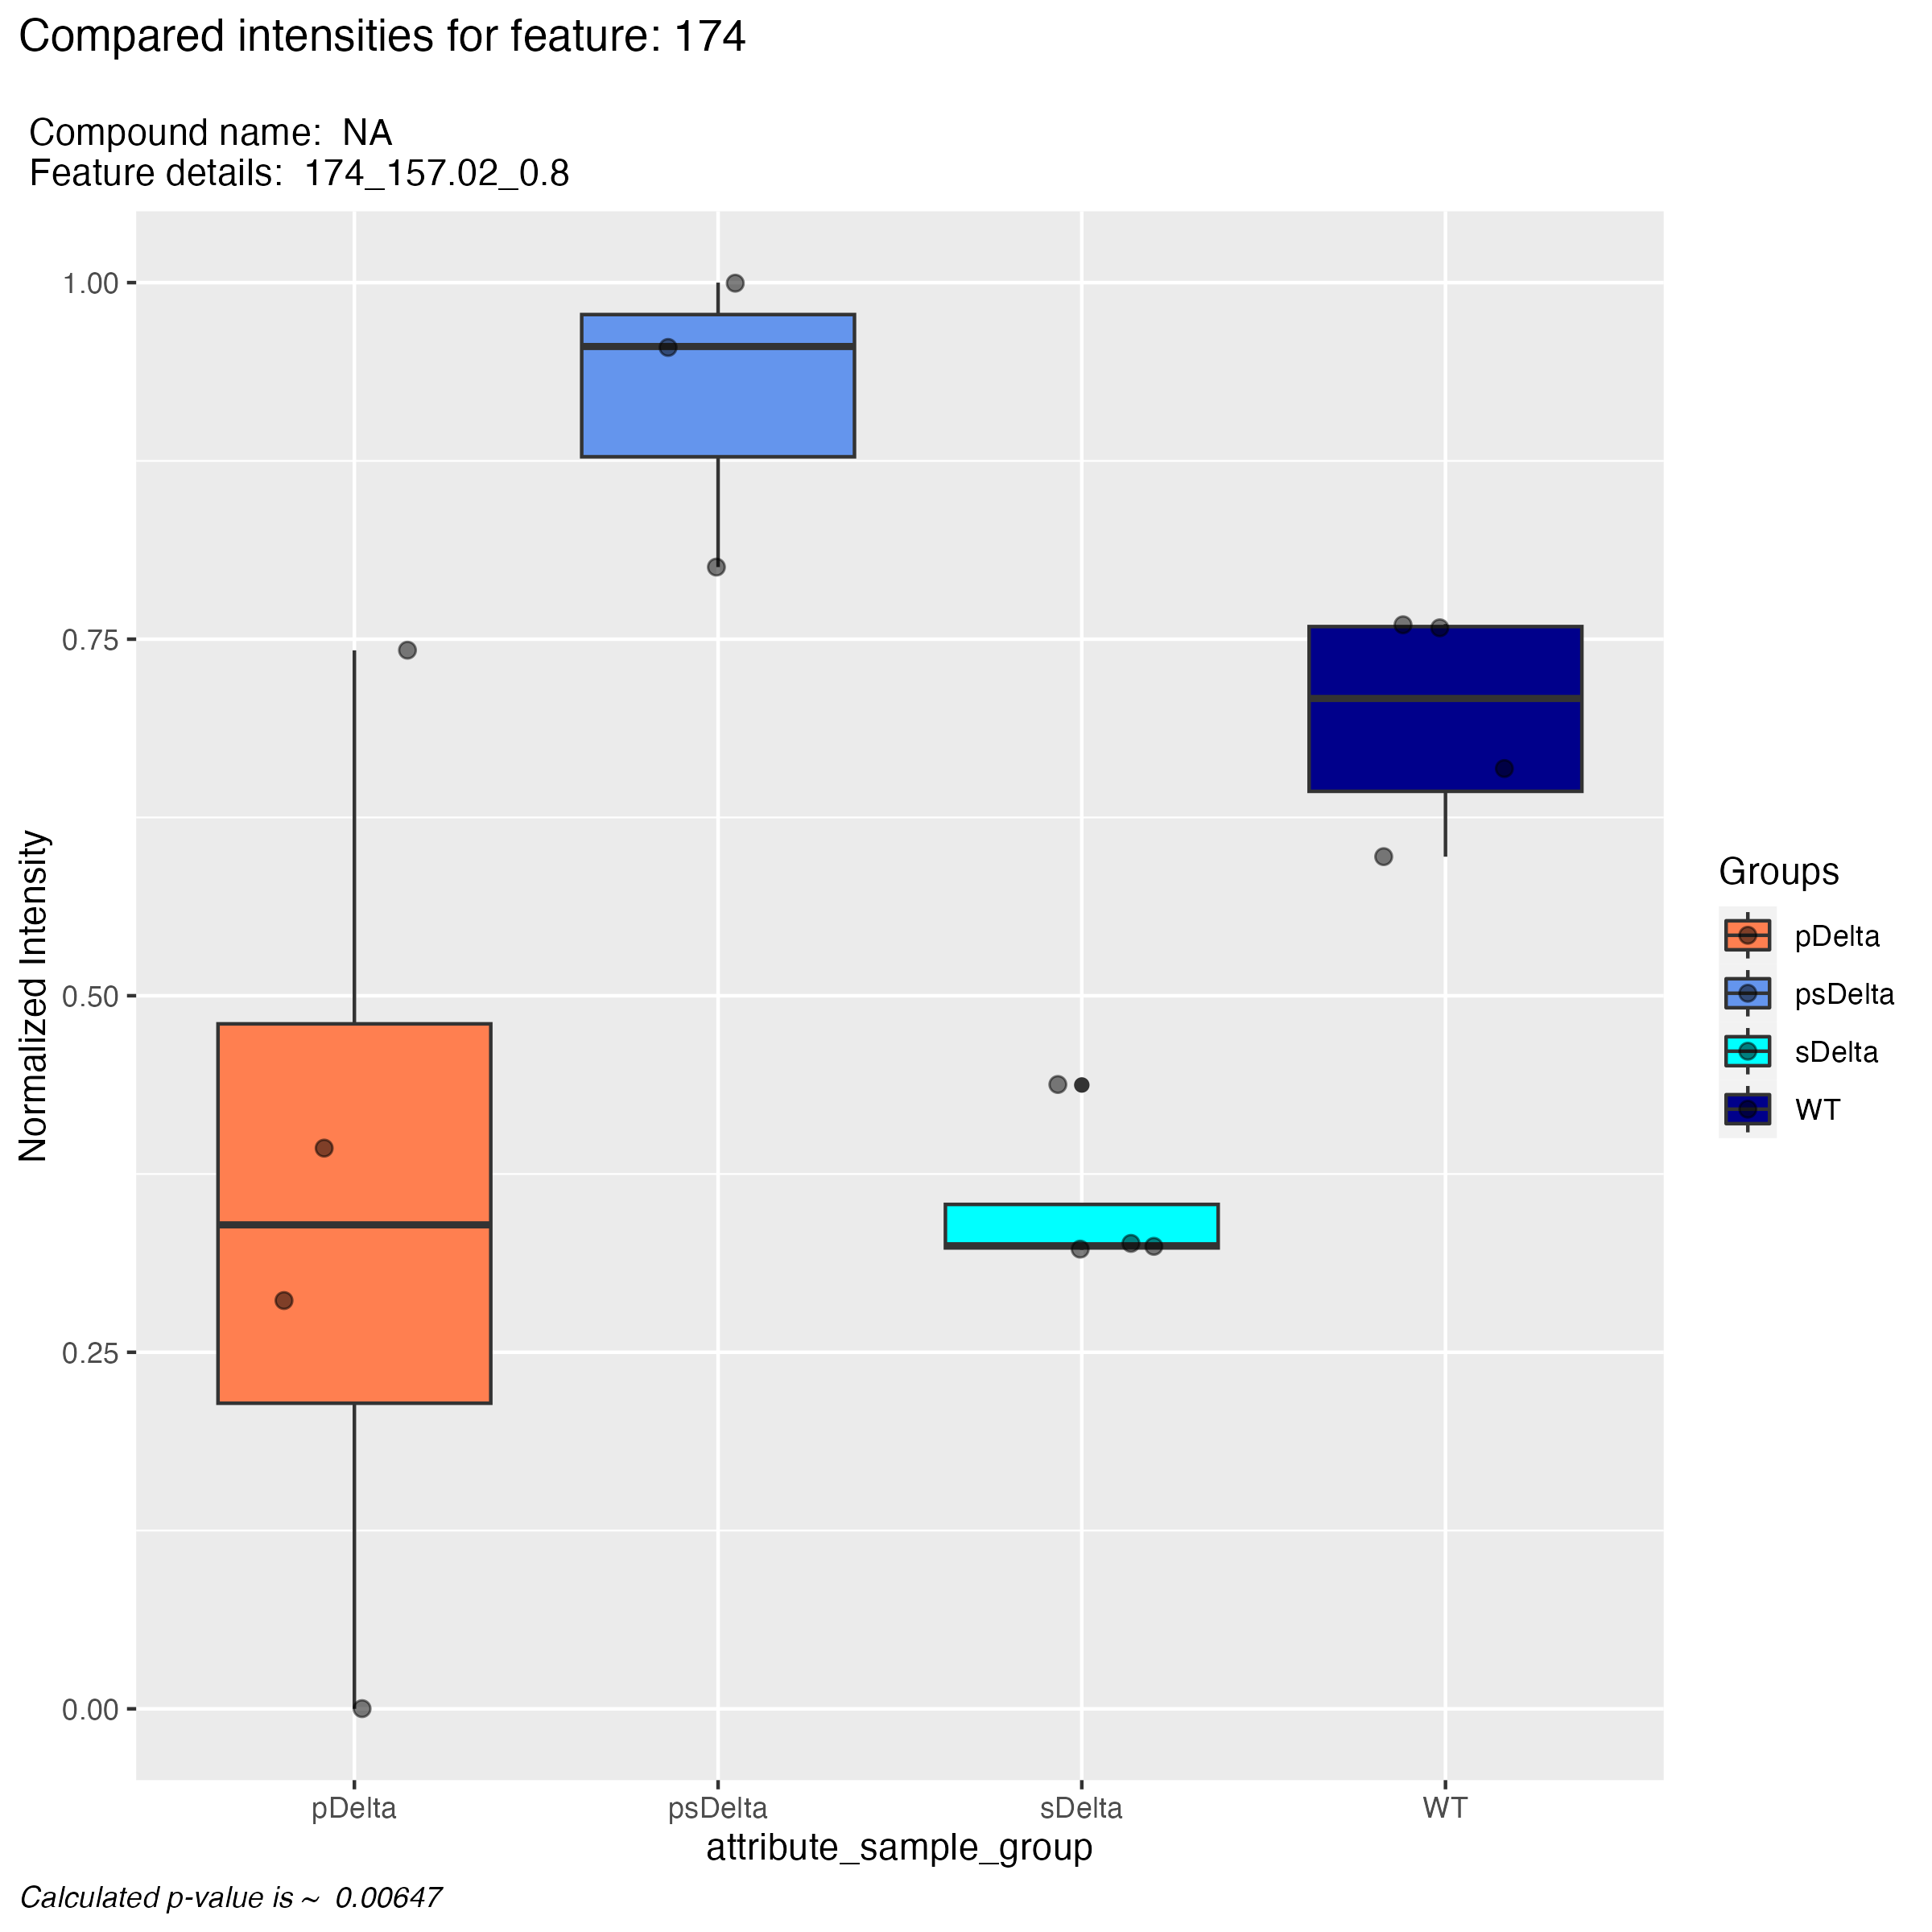 Compared intensities for feature: 174
Compound name:  NA
Feature details:  174_157.02_0.8
Normalized Intensity
1.00
0.75
0.50
0.25
0.00
pDelta
psDelta
sDelta
WT
attribute_sample_group
Groups
pDelta
psDelta
sDelta
WT
Calculated p-value is ~  0.00647